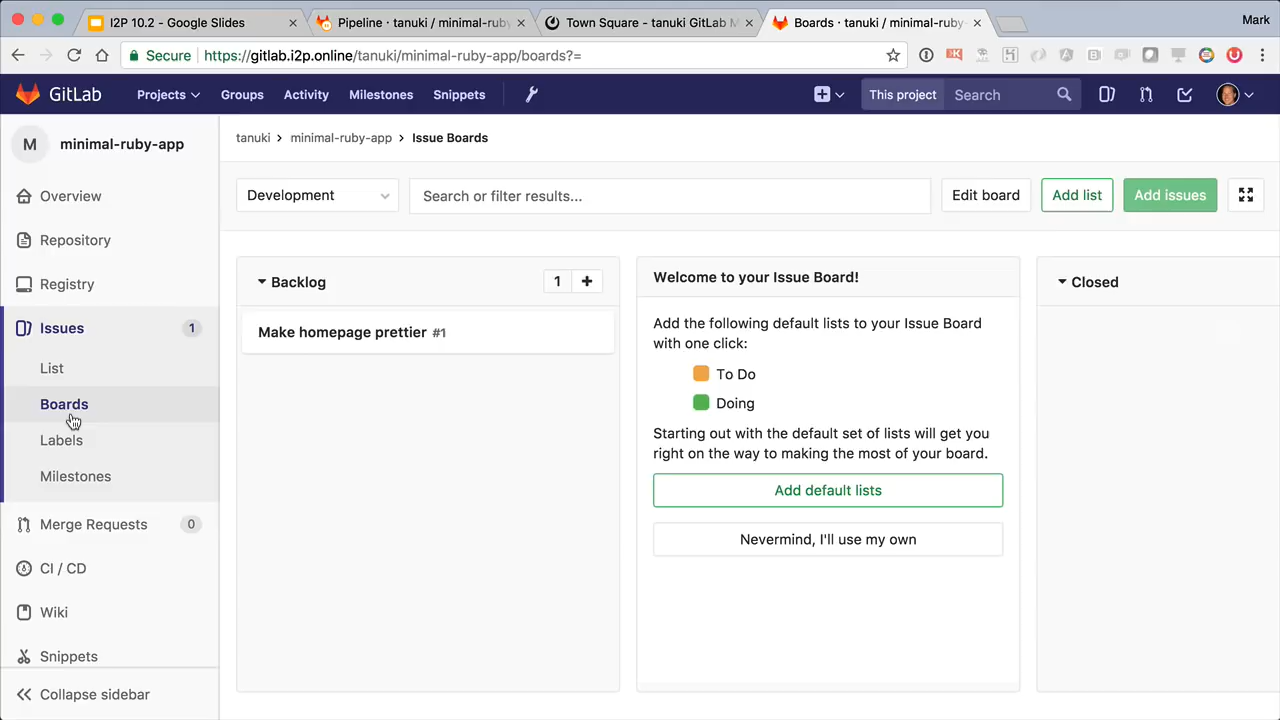 I2P 10.2 - Google Slides
Pipeline · tanuki / minimal-ruby-
Town Square - tanuki GitLab M
Boards · tanuki / minimal-ruby-
Mark
Secure
https://gitlab.i2p.online/tanuki/minimal-ruby-app/boards?=
GitLab
Projects
Groups
Activity
Milestones
Snippets
This project
Search
M
minimal-ruby-app
tanuki › minimal-ruby-app › Issue Boards
Overview
Repository
Registry
Issues 1
List
Boards
Labels
Milestones
Merge Requests 0
CI / CD
Wiki
Snippets
Collapse sidebar
Development
Search or filter results...
Edit board
Add list
Add issues
Backlog 1 +
Make homepage prettier #1
Welcome to your Issue Board!
Add the following default lists to your Issue Board
with one click:
To Do
Doing
Starting out with the default set of lists will get you
right on the way to making the most of your board.
Add default lists
Nevermind, I'll use my own
Closed